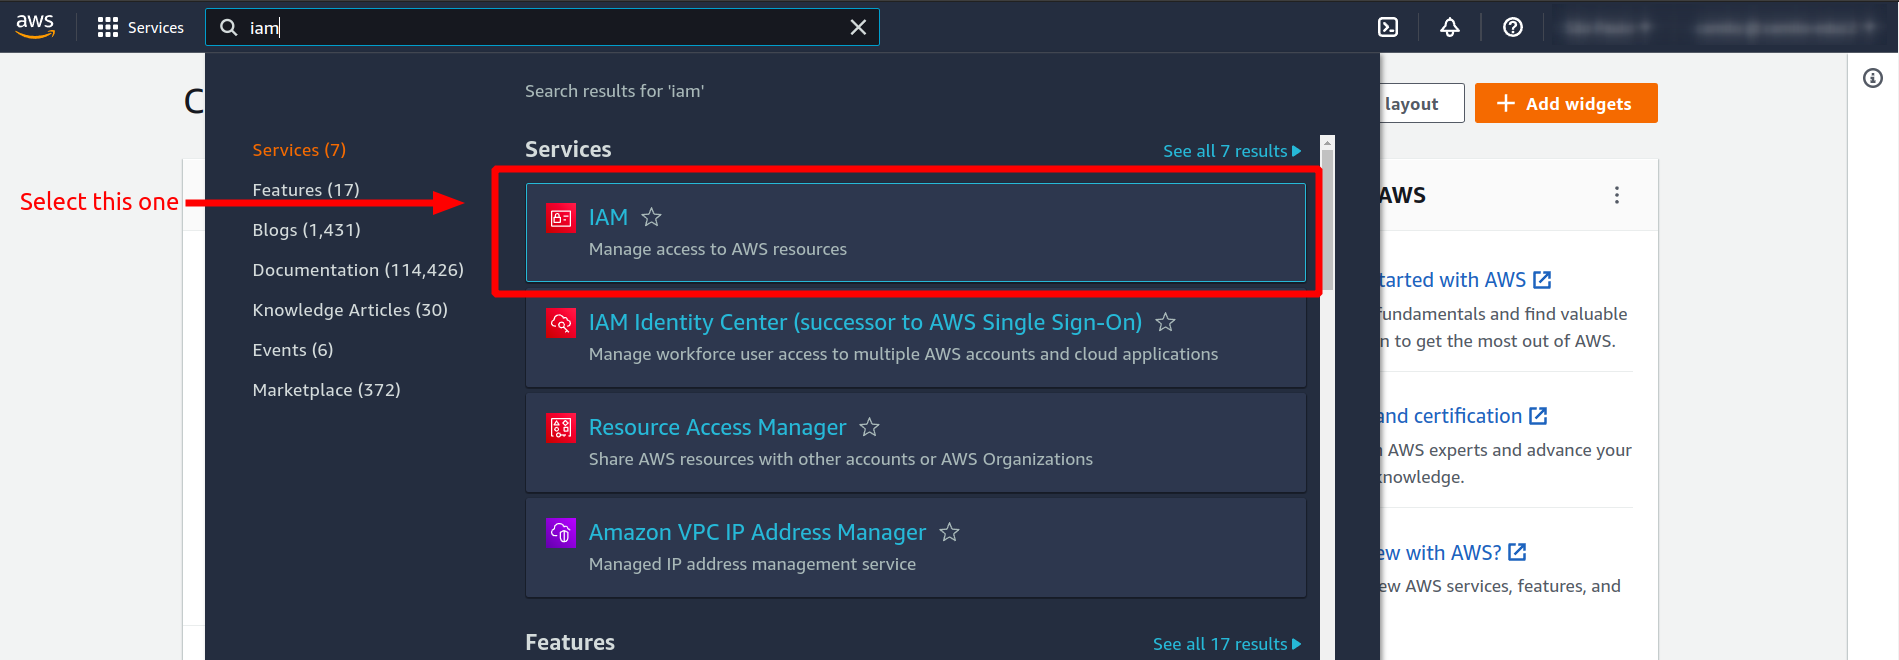 aws
Services
iam
C
layout
Add widgets
Search results for 'iam'
Services (7)
Features (17)
Blogs (1,431)
Documentation (114,426)
Knowledge Articles (30)
Events (6)
Marketplace (372)
Select this one
Services
See all 7 results
IAM
Manage access to AWS resources
IAM Identity Center (successor to AWS Single Sign-On)
Manage workforce user access to multiple AWS accounts and cloud applications
Resource Access Manager
Share AWS resources with other accounts or AWS Organizations
Amazon VPC IP Address Manager
Managed IP address management service
Features
See all 17 results
AWS
tarted with AWS
fundamentals and find valuable
n to get the most out of AWS.
and certification
AWS experts and advance your
knowledge.
ew with AWS?
ew AWS services, features, and